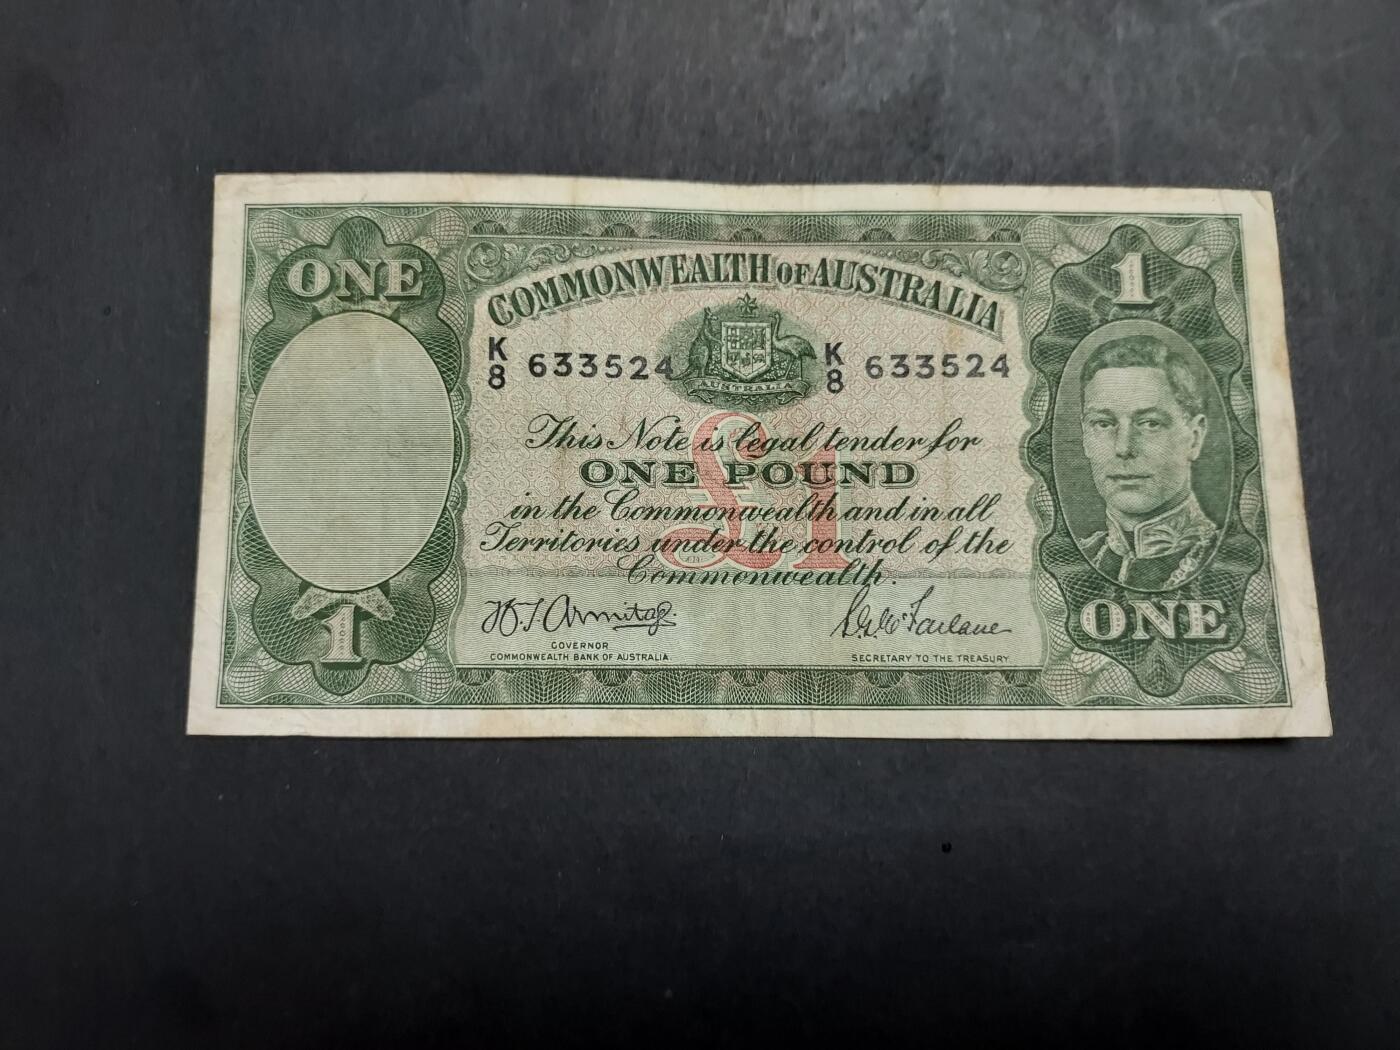 ONE
1
COMMONWEALTH OF AUSTRALIA
K/8 633524
AUSTRALIA
K/8 633524
£1
This Note is legal tender for
ONE POUND
in the Commonwealth and in all
Territories under the control of the
Commonwealth.
H.T. Armitage
GOVERNOR
COMMONWEALTH BANK OF AUSTRALIA.
S.G. McFarlane
SECRETARY TO THE TREASURY
1
ONE